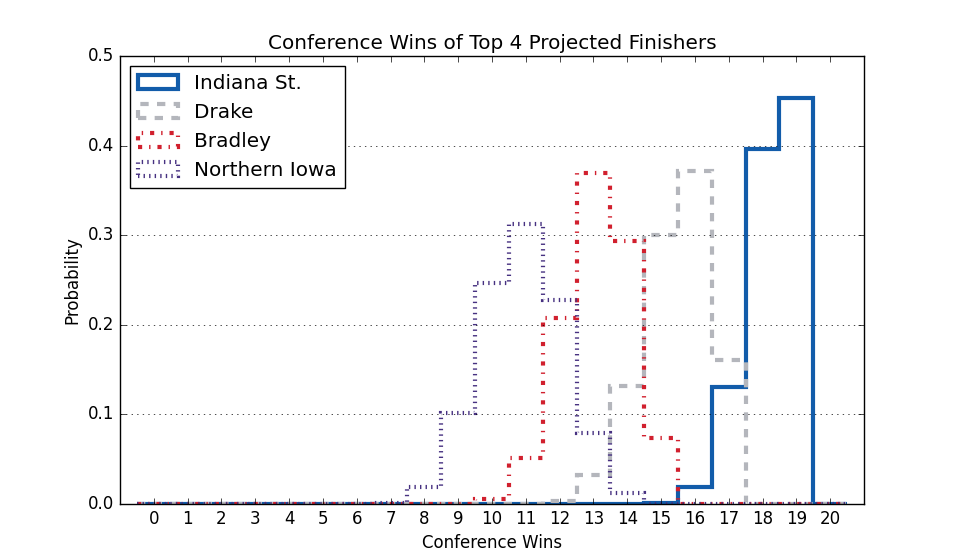 Conference Wins of Top 4 Projected Finishers
0.5
0.4
0.3
0.2
0.1
0.0
Probability
Indiana St.
Drake
Bradley
Northern Iowa
0 1 2 3 4 5 6 7 8 9 10 11 12 13 14 15 16 17 18 19 20
Conference Wins